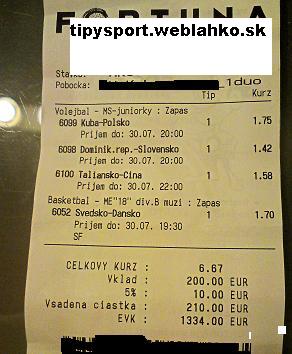 FORTUNA
tipysport.weblahko.sk
Stavka:
Pobocka: 1duo
Tip Kurz
Volejbal - MS-juniorky : Zapas
6099 Kuba-Polsko 1 1.75
Prijem do: 30.07. 20:00
6098 Dominik.rep.-Slovensko 1 1.42
Prijem do: 30.07. 20:00
6100 Taliansko-Cina 1 1.58
Prijem do: 30.07. 22:00
Basketbal - ME"18" div.B muzi : Zapas
6052 Svedsko-Dansko 1 1.70
Prijem do: 30.07. 19:30
SF
CELKOVY KURZ : 6.67
Vklad : 200.00 EUR
5% : 10.00 EUR
Vsadena ciastka : 210.00 EUR
EVK : 1334.00 EUR